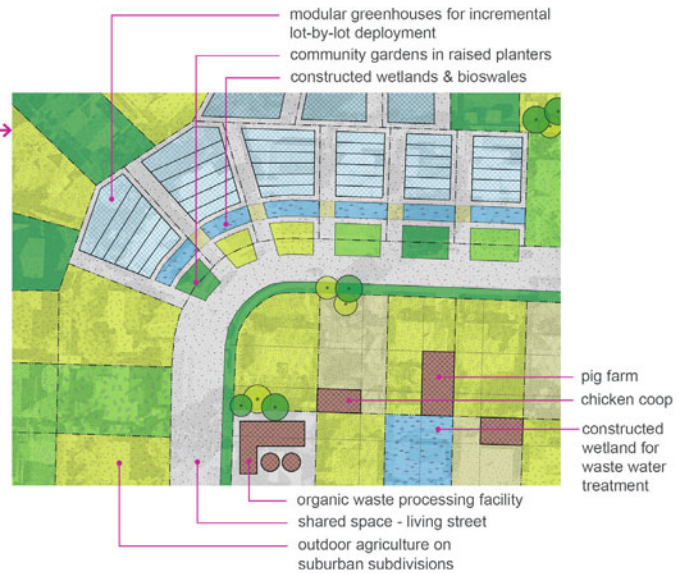 modular greenhouses for incremental
lot-by-lot deployment
community gardens in raised planters
constructed wetlands & bioswales
pig farm
chicken coop
constructed
wetland for
waste water
treatment
organic waste processing facility
shared space - living street
outdoor agriculture on
suburban subdivisions